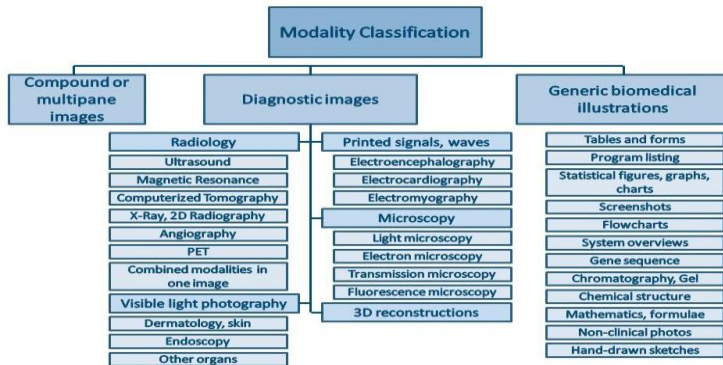 Modality Classification
Compound or
multipane
images
Diagnostic images
Generic biomedical
illustrations
Radiology
Ultrasound
Magnetic Resonance
Computerized Tomography
X-Ray, 2D Radiography
Angiography
PET
Combined modalities in
one image
Visible light photography
Dermatology, skin
Endoscopy
Other organs
Printed signals, waves
Electroencephalography
Electrocardiography
Electromyography
Microscopy
Light microscopy
Electron microscopy
Transmission microscopy
Fluorescence microscopy
3D reconstructions
Tables and forms
Program listing
Statistical figures, graphs,
charts
Screenshots
Flowcharts
System overviews
Gene sequence
Chromatography, Gel
Chemical structure
Mathematics, formulae
Non-clinical photos
Hand-drawn sketches